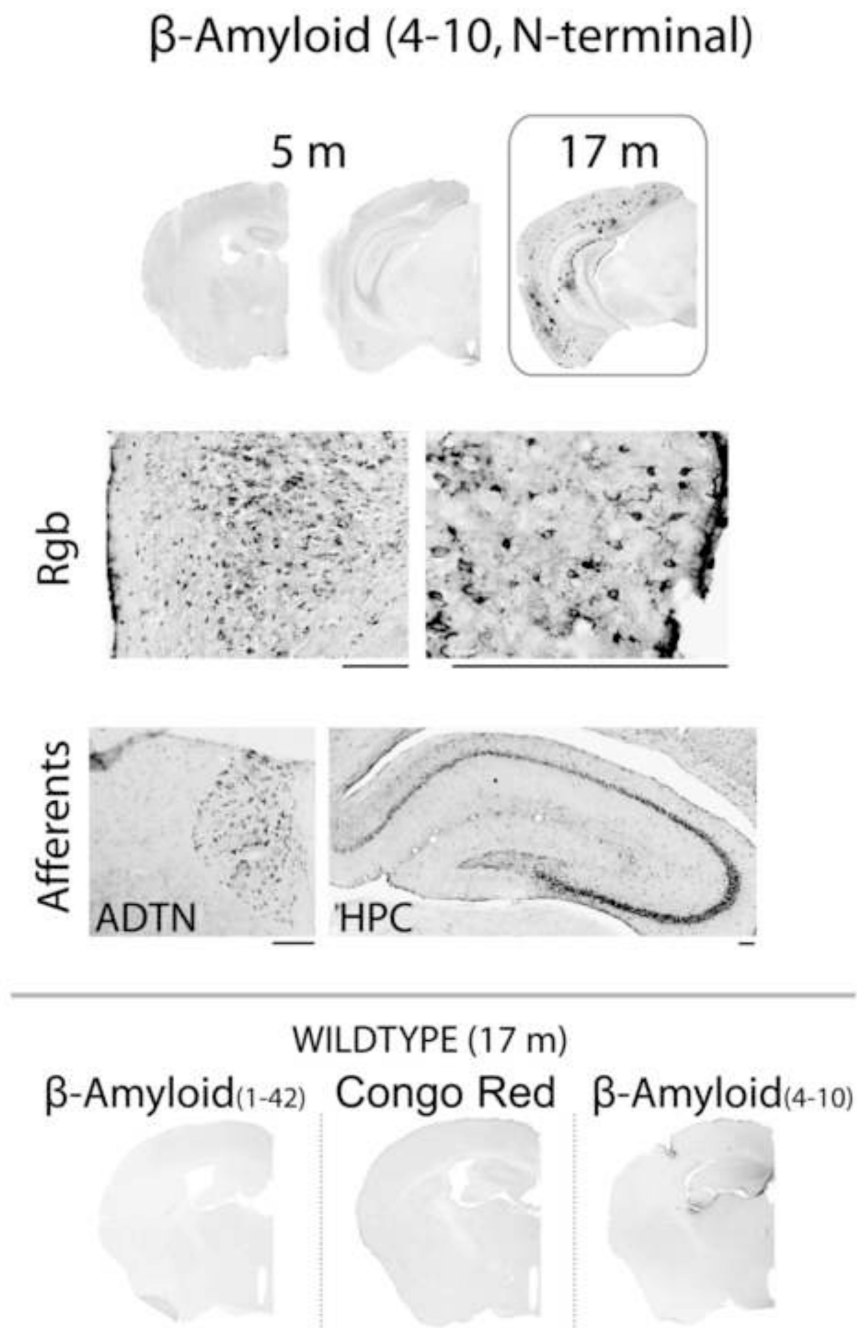 β-Amyloid (4-10, N-terminal)
5 m
17 m
Rgb
Afferents
ADTN
HPC
WILDTYPE (17 m)
β-Amyloid(1-42)
Congo Red
β-Amyloid(4-10)